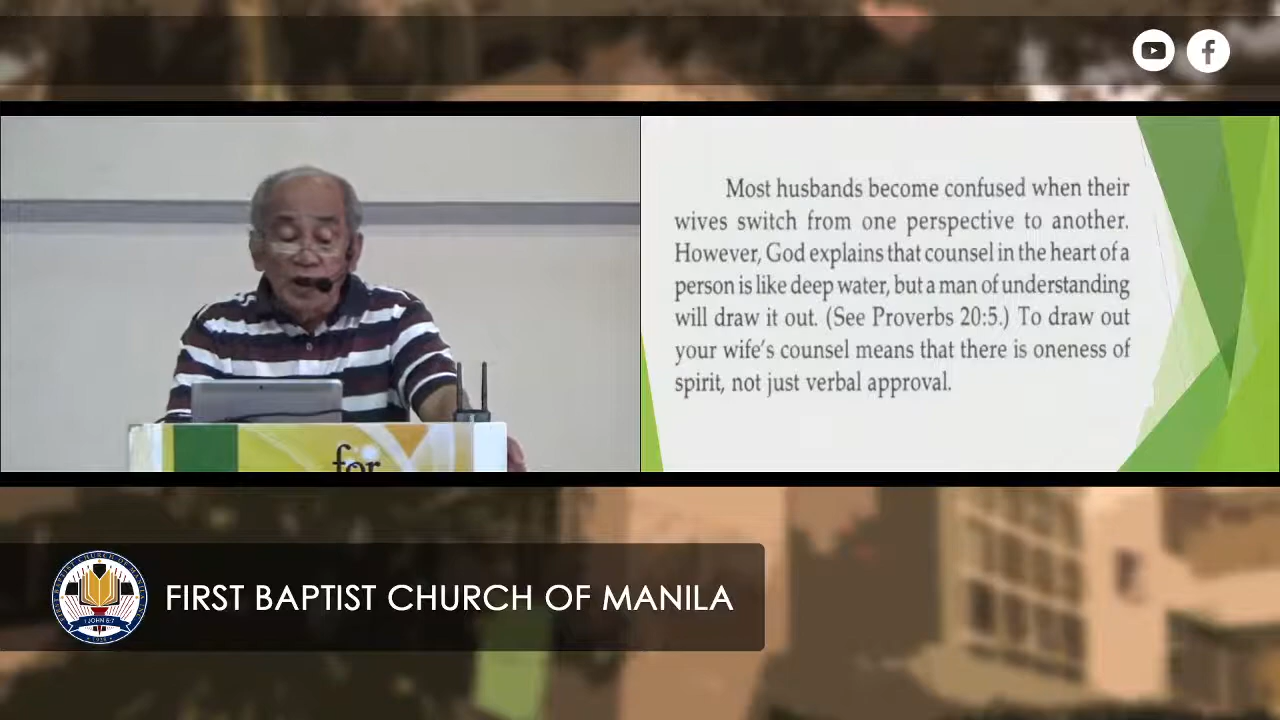 Most husbands become confused when their
wives switch from one perspective to another.
However, God explains that counsel in the heart of a
person is like deep water, but a man of understanding
will draw it out. (See Proverbs 20:5.) To draw out
your wife's counsel means that there is oneness of
spirit, not just verbal approval.
for
FIRST BAPTIST CHURCH OF MANILA